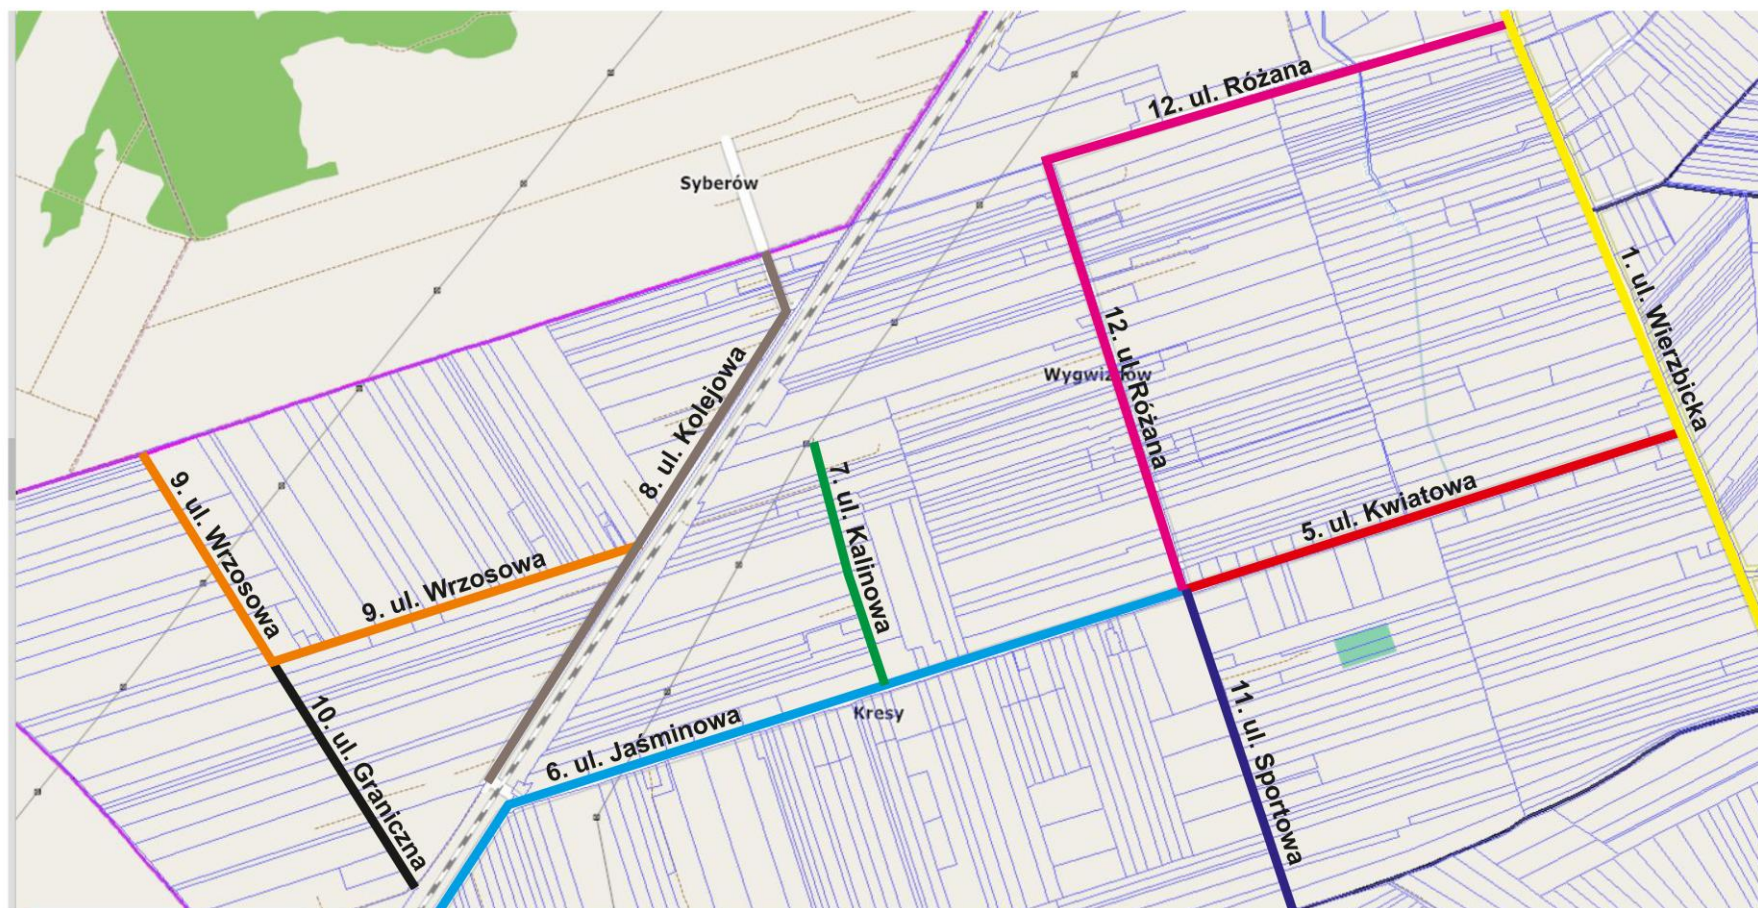 12. ul. Różana
Syberów
1. ul. Wierzbicka
12. ul. Różana
Wygwizdów
8. ul. Kolejowa
7. ul. Kalinowa
5. ul. Kwiatowa
9. ul. Wrzosowa
9. ul. Wrzosowa
10. ul. Graniczna
6. ul. Jaśminowa
Kresy
11. ul. Sportowa